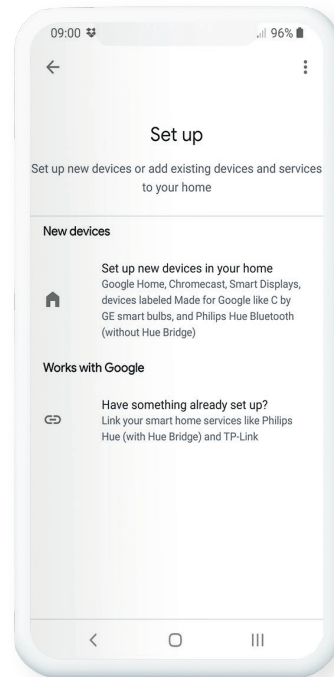 09:00 96%
Set up
Set up new devices or add existing devices and services
to your home
New devices
Set up new devices in your home
Google Home, Chromecast, Smart Displays,
devices labeled Made for Google like C by
GE smart bulbs, and Philips Hue Bluetooth
(without Hue Bridge)
Works with Google
Have something already set up?
Link your smart home services like Philips
Hue (with Hue Bridge) and TP-Link